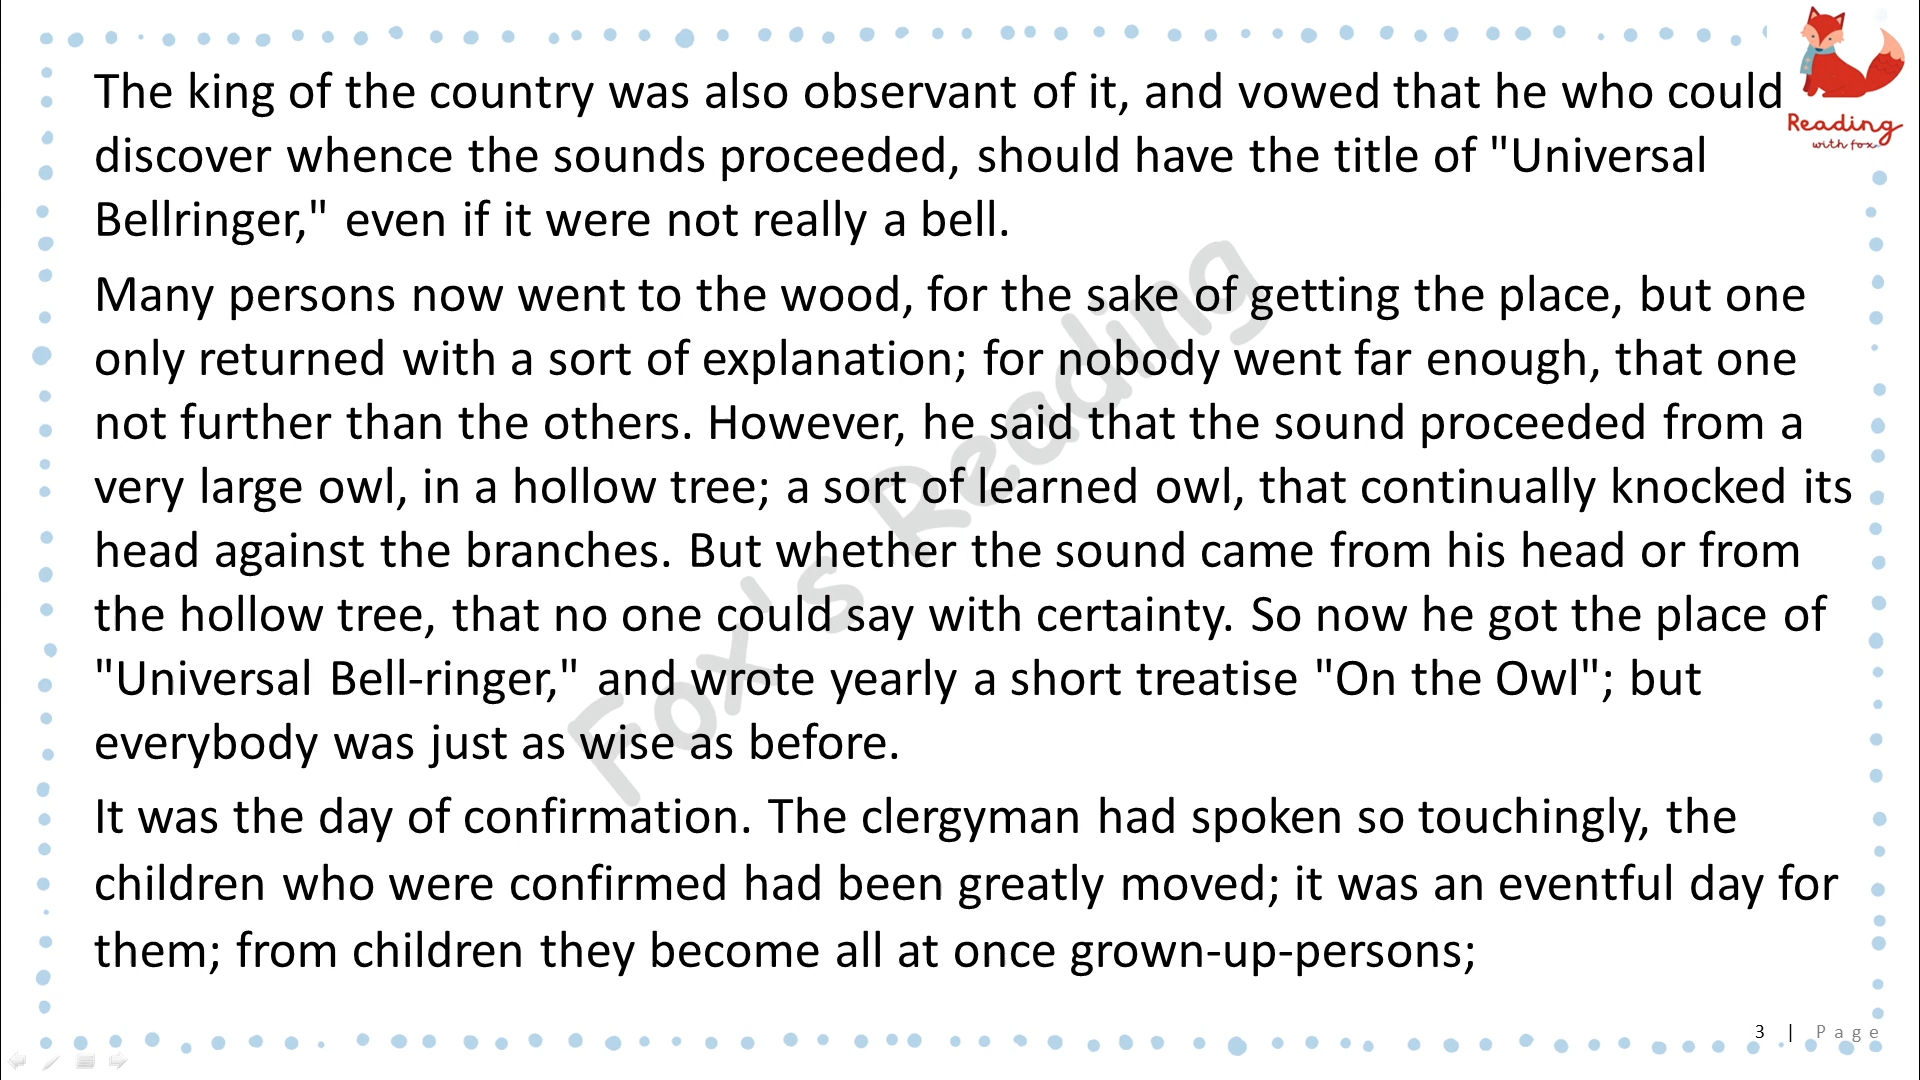 The king of the country was also observant of it, and vowed that he who could
discover whence the sounds proceeded, should have the title of "Universal
Bellringer," even if it were not really a bell.
Many persons now went to the wood, for the sake of getting the place, but one
only returned with a sort of explanation; for nobody went far enough, that one
not further than the others. However, he said that the sound proceeded from a
very large owl, in a hollow tree; a sort of learned owl, that continually knocked its
head against the branches. But whether the sound came from his head or from
the hollow tree, that no one could say with certainty. So now he got the place of
"Universal Bell-ringer," and wrote yearly a short treatise "On the Owl"; but
everybody was just as wise as before.
It was the day of confirmation. The clergyman had spoken so touchingly, the
children who were confirmed had been greatly moved; it was an eventful day for
them; from children they become all at once grown-up-persons;
Reading
with fox
Fox's Reading
3 | Page